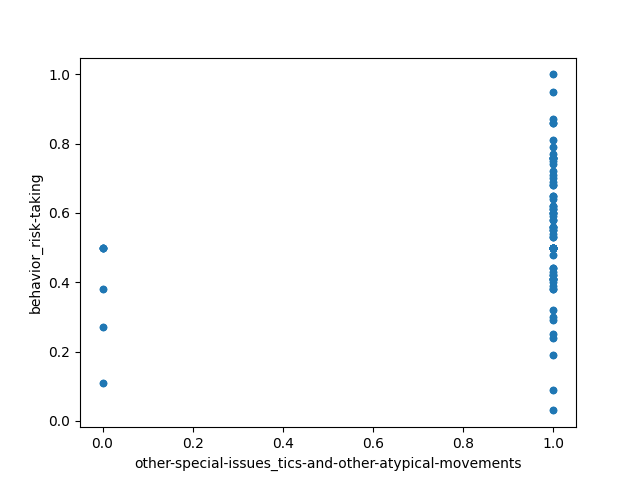 1.0
0.8
0.6
0.4
0.2
0.0
behavior_risk-taking
0.0 0.2 0.4 0.6 0.8 1.0
other-special-issues_tics-and-other-atypical-movements